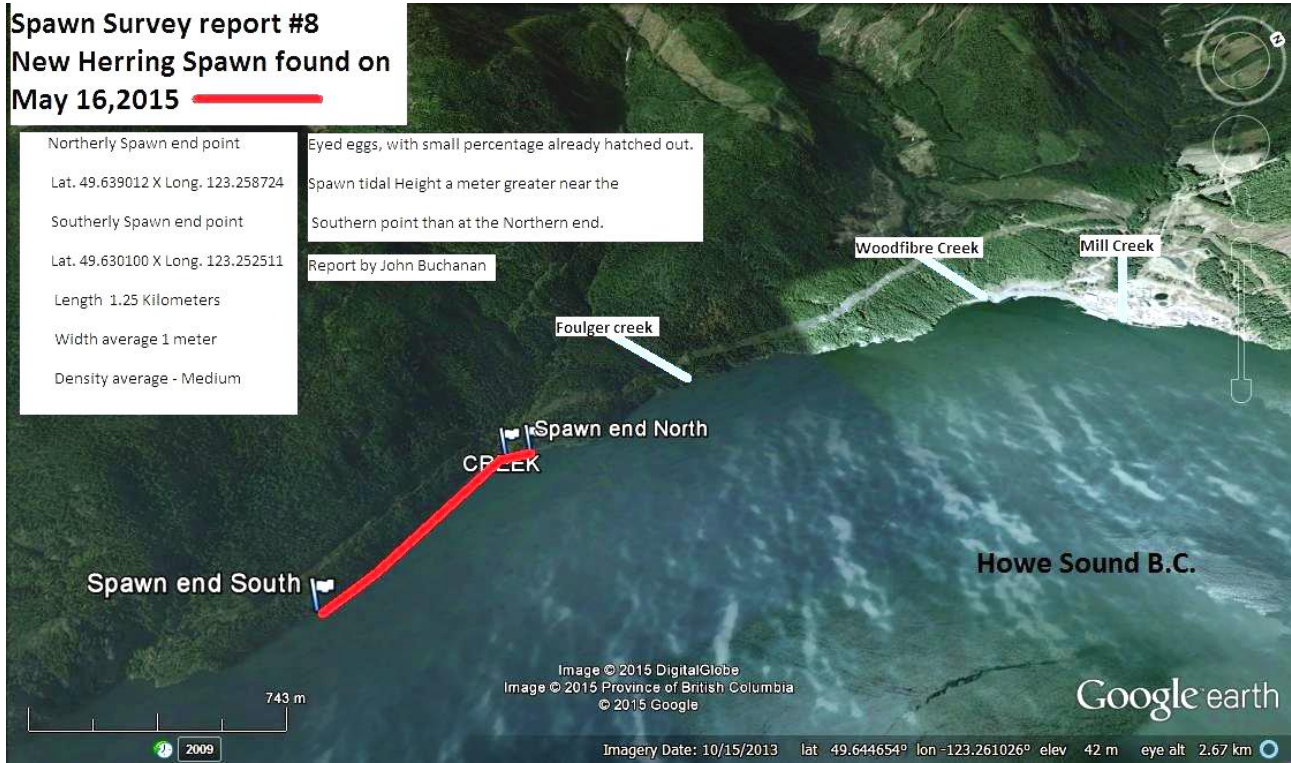 Spawn Survey report #8
New Herring Spawn found on
May 16,2015
Northerly Spawn end point
Lat. 49.639012 X Long. 123.258724
Southerly Spawn end point
Lat. 49.630100 X Long. 123.252511
Length 1.25 Kilometers
Width average 1 meter
Density average - Medium
Eyed eggs, with small percentage already hatched out.
Spawn tidal Height a meter greater near the
Southern point than at the Northern end.
Report by John Buchanan
Woodfibre Creek
Mill Creek
Foulger creek
Spawn end North
CREEK
Spawn end South
Howe Sound B.C.
743 m
Image © 2015 DigitalGlobe
Image © 2015 Province of British Columbia
© 2015 Google
Google earth
2009
Imagery Date: 10/15/2013 lat 49.644654° lon -123.261026° elev 42 m eye alt 2.67 km
N